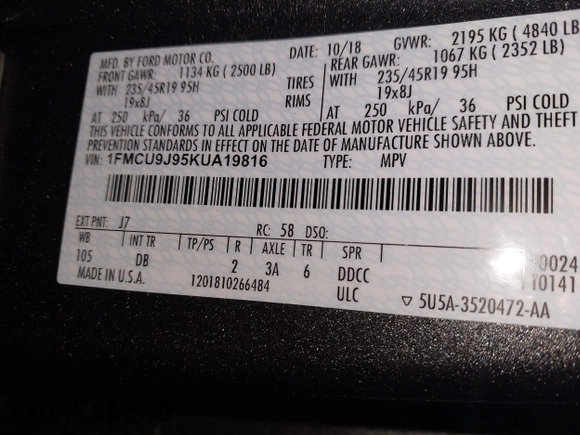 MFD. BY FORD MOTOR CO. DATE: 10/18 GVWR: 2195 KG ( 4840 LB
FRONT GAWR: 1134 KG ( 2500 LB) REAR GAWR: 1067 KG ( 2352 LB)
WITH 235/45R19 95H TIRES WITH 235/45R19 95H
19x8J RIMS 19x8J
AT 250 kPa/ 36 PSI COLD AT 250 kPa/ 36 PSI COLD
THIS VEHICLE CONFORMS TO ALL APPLICABLE FEDERAL MOTOR VEHICLE SAFETY AND THEFT
PREVENTION STANDARDS IN EFFECT ON THE DATE OF MANUFACTURE SHOWN ABOVE.
VIN: 1FMCU9J95KUA19816 TYPE: MPV
EXT PNT: J7 RC: 58 DSO:
WB INT TR TP/PS R AXLE TR SPR
105 DB 2 3A 6 DDCC 0024
MADE IN U.S.A. 1201810266484 ULC 10141
▽ 5U5A-3520472-AA